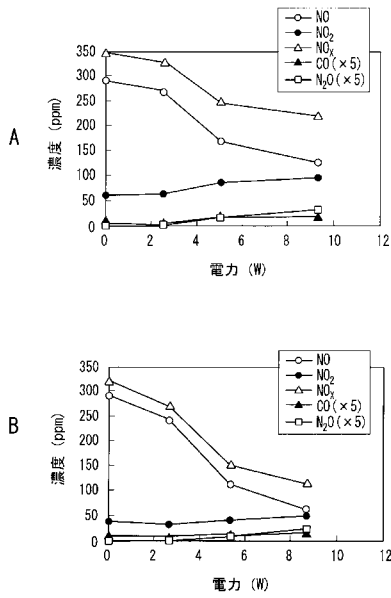 A
NO
NO2
NOX
CO(×5)
N2O(×5)
濃度 (ppm)
350
300
250
200
150
100
50
0
0 2 4 6 8 10 12
電力 (W)
B
NO
NO2
NOX
CO(×5)
N2O(×5)
濃度 (ppm)
350
300
250
200
150
100
50
0
0 2 4 6 8 10 12
電力 (W)